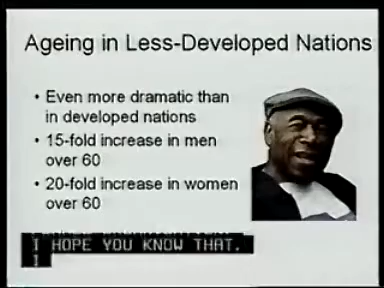 Ageing in Less-Developed Nations
• Even more dramatic than
in developed nations
• 15-fold increase in men
over 60
• 20-fold increase in women
over 60
I HOPE YOU KNOW THAT.